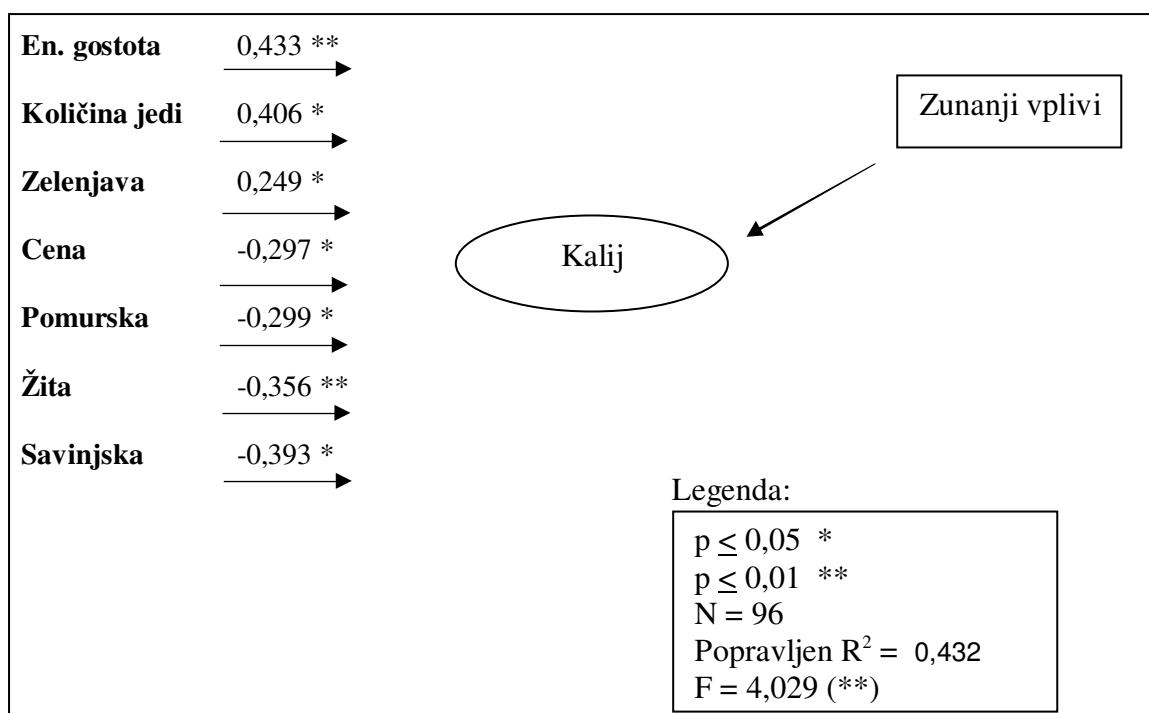 En. gostota 0,433 **
Količina jedi 0,406 *
Zunanji vplivi
Zelenjava 0,249 *
Cena -0,297 *
Kalij
Pomurska -0,299 *
Žita -0,356 **
Savinjska -0,393 *
Legenda:
p ≤ 0,05 *
p ≤ 0,01 **
N = 96
Popravljen R² = 0,432
F = 4,029 (**)